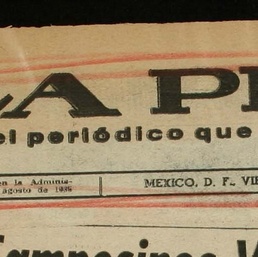 LA P
el periódico que
en la Adminis-
agosto de 1935
MEXICO, D. F., VIE
Campesinos V